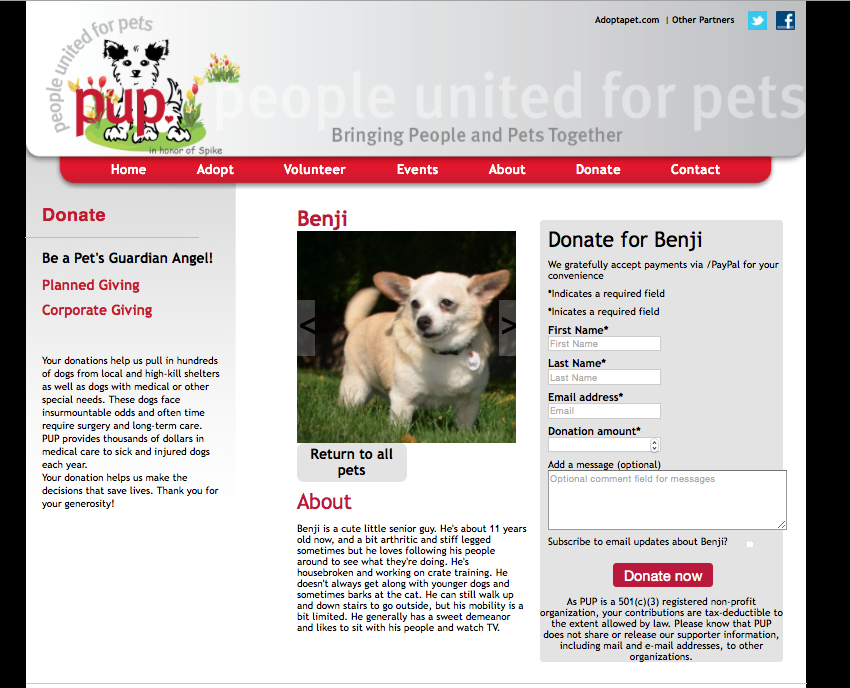 Adoptapet.com | Other Partners
people united for pets
pup
in honor of Spike
people united for pets
Bringing People and Pets Together
Home Adopt Volunteer Events About Donate Contact
Donate
Be a Pet's Guardian Angel!
Planned Giving
Corporate Giving
Your donations help us pull in hundreds
of dogs from local and high-kill shelters
as well as dogs with medical or other
special needs. These dogs face
insurmountable odds and often time
require surgery and long-term care.
PUP provides thousands of dollars in
medical care to sick and injured dogs
each year.
Your donation helps us make the
decisions that save lives. Thank you for
your generosity!
Benji
< >
Return to all
pets
About
Benji is a cute little senior guy. He's about 11 years
old now, and a bit arthritic and stiff legged
sometimes but he loves following his people
around to see what they're doing. He's
housebroken and working on crate training. He
doesn't always get along with younger dogs and
sometimes barks at the cat. He can still walk up
and down stairs to go outside, but his mobility is a
bit limited. He generally has a sweet demeanor
and likes to sit with his people and watch TV.
Donate for Benji
We gratefully accept payments via /PayPal for your
convenience
*Indicates a required field
*Inicates a required field
First Name*
First Name
Last Name*
Last Name
Email address*
Email
Donation amount*
Add a message (optional)
Optional comment field for messages
Subscribe to email updates about Benji?
Donate now
As PUP is a 501(c)(3) registered non-profit
organization, your contributions are tax-deductible to
the extent allowed by law. Please know that PUP
does not share or release our supporter information,
including mail and e-mail addresses, to other
organizations.